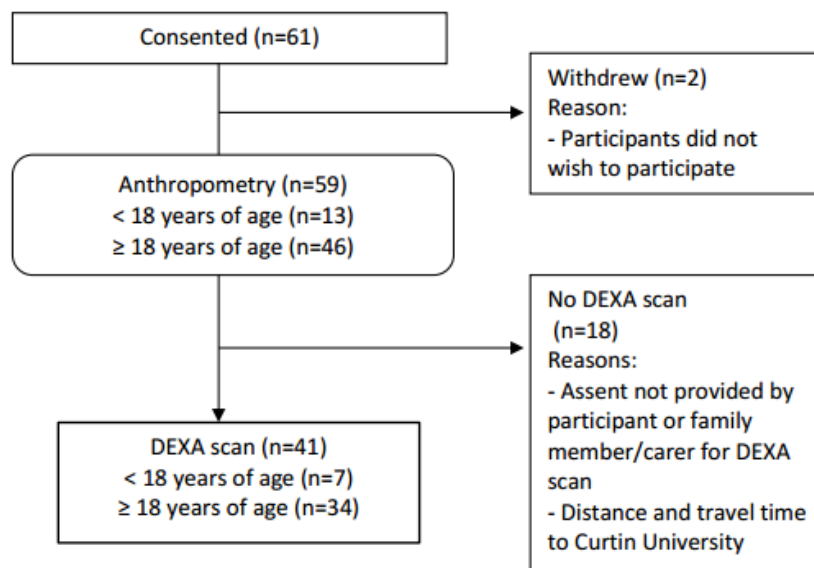 Consented (n=61)
Withdrew (n=2)
Reason:
- Participants did not
wish to participate
Anthropometry (n=59)
< 18 years of age (n=13)
≥ 18 years of age (n=46)
No DEXA scan
(n=18)
Reasons:
- Assent not provided by
participant or family
member/carer for DEXA
scan
- Distance and travel time
to Curtin University
DEXA scan (n=41)
< 18 years of age (n=7)
≥ 18 years of age (n=34)